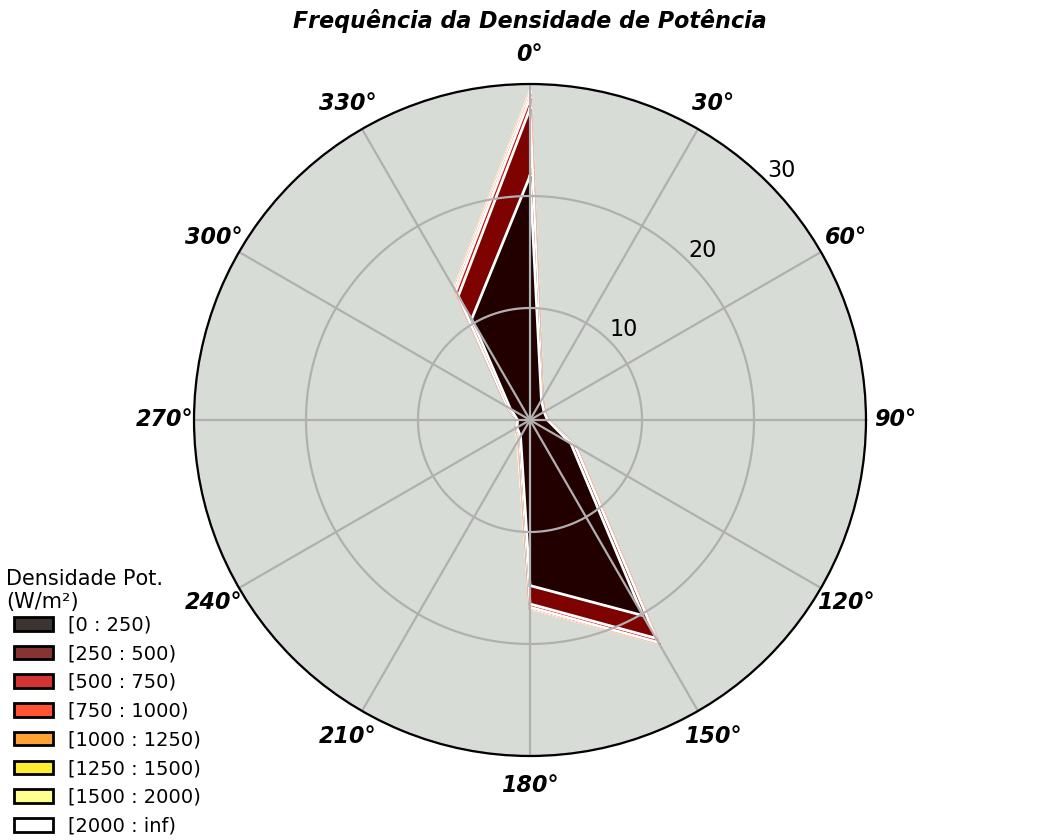 Frequência da Densidade de Potência
0°
330°
30°
30
300°
60°
20
10
270°
90°
Densidade Pot.
(W/m²)
240°
120°
[0 : 250)
[250 : 500)
[500 : 750)
[750 : 1000)
[1000 : 1250)
[1250 : 1500)
[1500 : 2000)
[2000 : inf)
210°
150°
180°